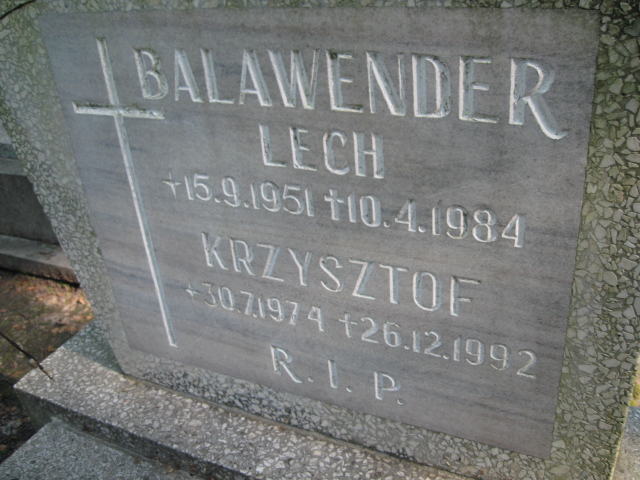 BALAWENDER
LECH
+15.9.1951 †10.4.1984
KRZYSZTOF
+30.7.1974 +26.12.1992
R.I.P.